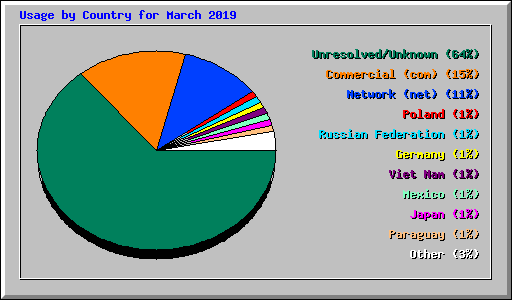 Usage by Country for March 2019
Unresolved/Unknown (64%)
Commercial (com) (15%)
Network (net) (11%)
Poland (1%)
Russian Federation (1%)
Germany (1%)
Viet Nam (1%)
Mexico (1%)
Japan (1%)
Paraguay (1%)
Other (3%)